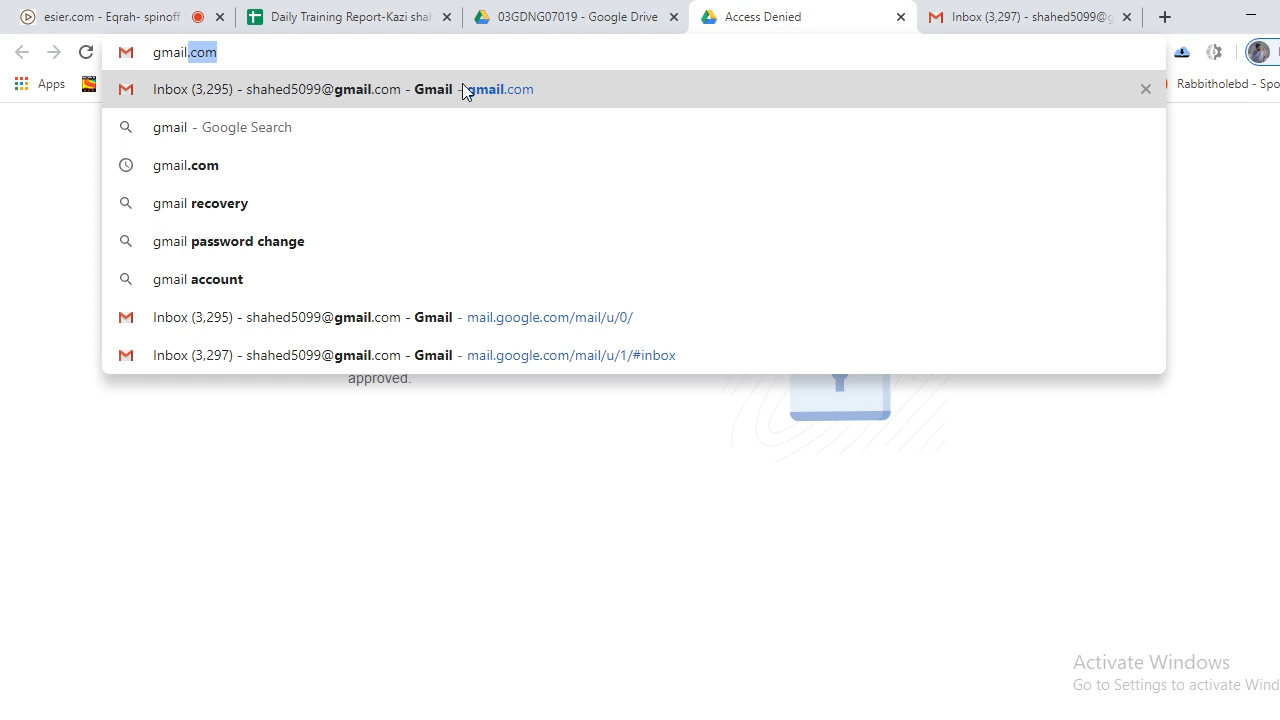 esier.com - Eqrah- spinoff
Daily Training Report-Kazi sha
03GDNG07019 - Google Drive
Access Denied
Inbox (3,297) - shahed5099@g
gmail.com
Apps
Rabbitholebd - Spo
Inbox (3,295) - shahed5099@gmail.com - Gmail - gmail.com
gmail - Google Search
gmail.com
gmail recovery
gmail password change
gmail account
Inbox (3,295) - shahed5099@gmail.com - Gmail - mail.google.com/mail/u/0/
Inbox (3,297) - shahed5099@gmail.com - Gmail - mail.google.com/mail/u/1/#inbox
approved.
Activate Windows
Go to Settings to activate Wind